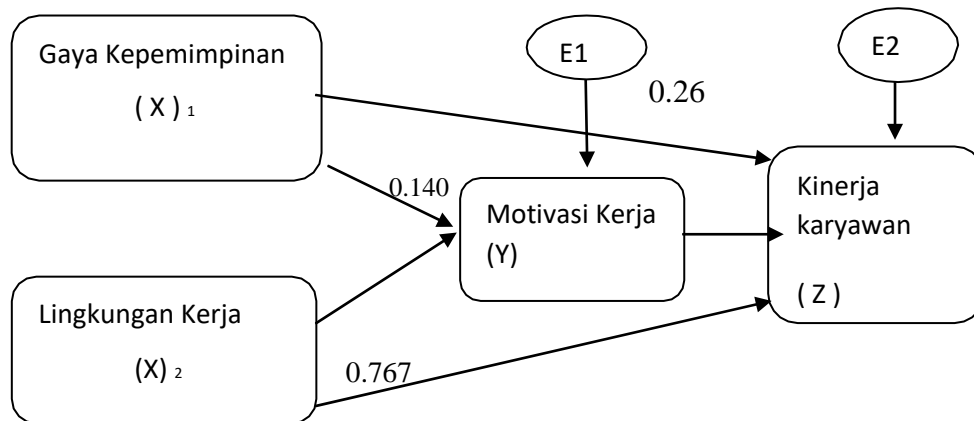 Gaya Kepemimpinan
( X ) 1
E1
E2
0.26
0.140
Motivasi Kerja
(Y)
Kinerja
karyawan
( Z )
Lingkungan Kerja
(X) 2
0.767